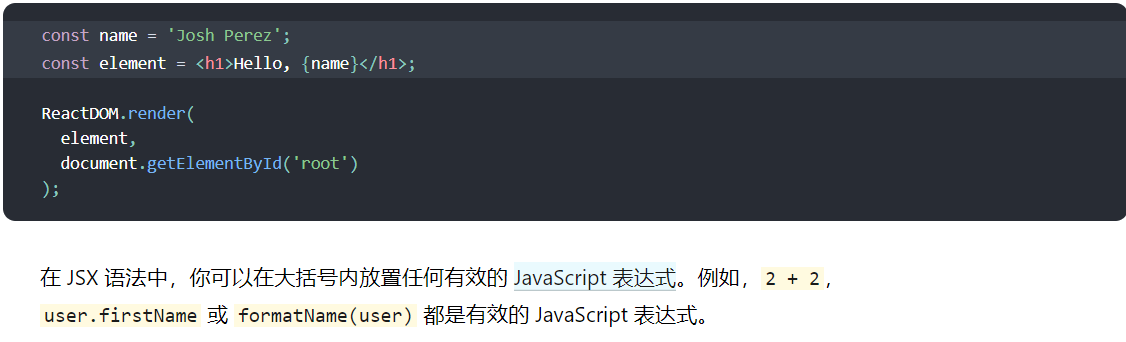 const name = 'Josh Perez';
const element = <h1>Hello, {name}</h1>;
ReactDOM.render(
  element,
  document.getElementById('root')
);
在 JSX 语法中，你可以在大括号内放置任何有效的 JavaScript 表达式。例如，2 + 2，
user.firstName 或 formatName(user) 都是有效的 JavaScript 表达式。